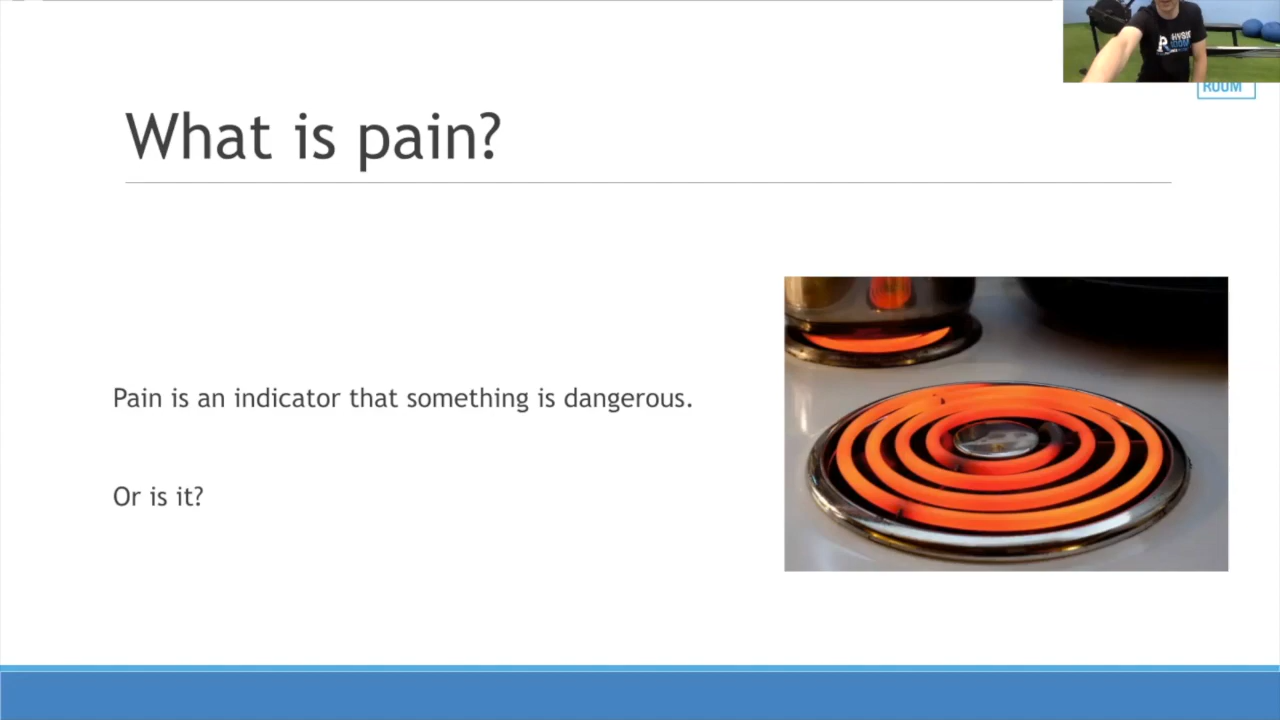 What is pain?
Pain is an indicator that something is dangerous.
Or is it?
ROOM